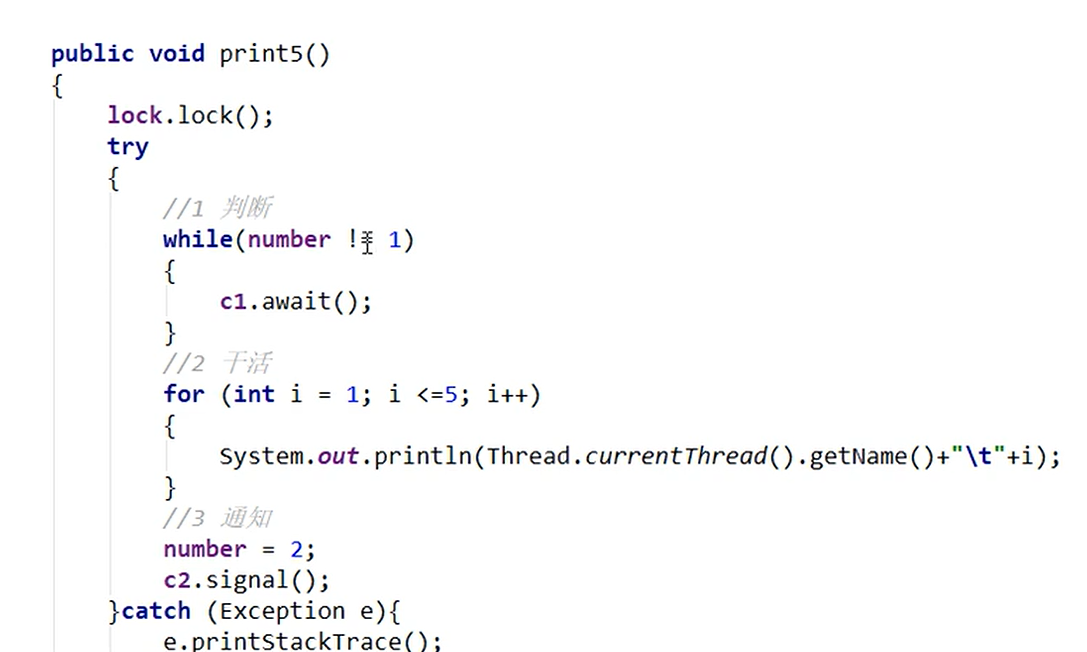 public void print5()
{
lock.lock();
try
{
//1 判断
while(number != 1)
{
c1.await();
}
//2 干活
for (int i = 1; i <=5; i++)
{
System.out.println(Thread.currentThread().getName()+"\t"+i);
}
//3 通知
number = 2;
c2.signal();
}catch (Exception e){
e.printStackTrace();